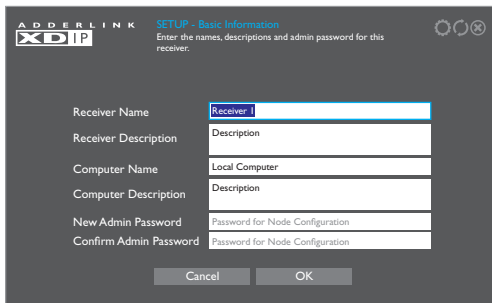 ADDERLINK
XDIP
SETUP - Basic Information
Enter the names, descriptions and admin password for this
receiver.
Receiver Name
Receiver 1
Receiver Description
Description
Computer Name
Local Computer
Computer Description
Description
New Admin Password
Password for Node Configuration
Confirm Admin Password
Password for Node Configuration
Cancel
OK